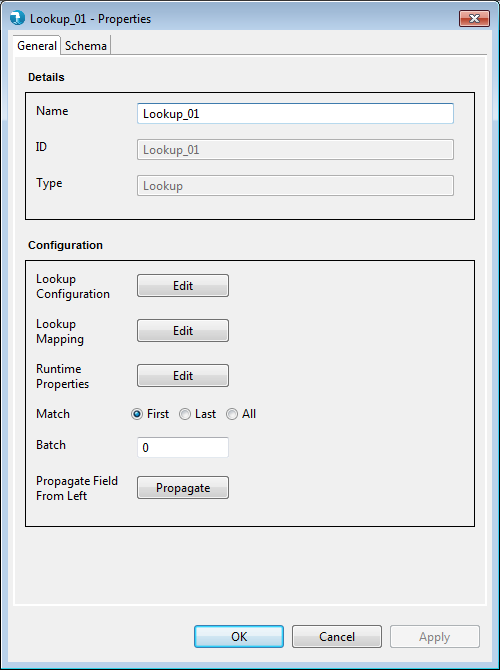 Lookup_01 - Properties
General Schema
Details
Name Lookup_01
ID Lookup_01
Type Lookup
Configuration
Lookup
Configuration Edit
Lookup
Mapping Edit
Runtime
Properties Edit
Match First Last All
Batch 0
Propagate Field
From Left Propagate
OK Cancel Apply